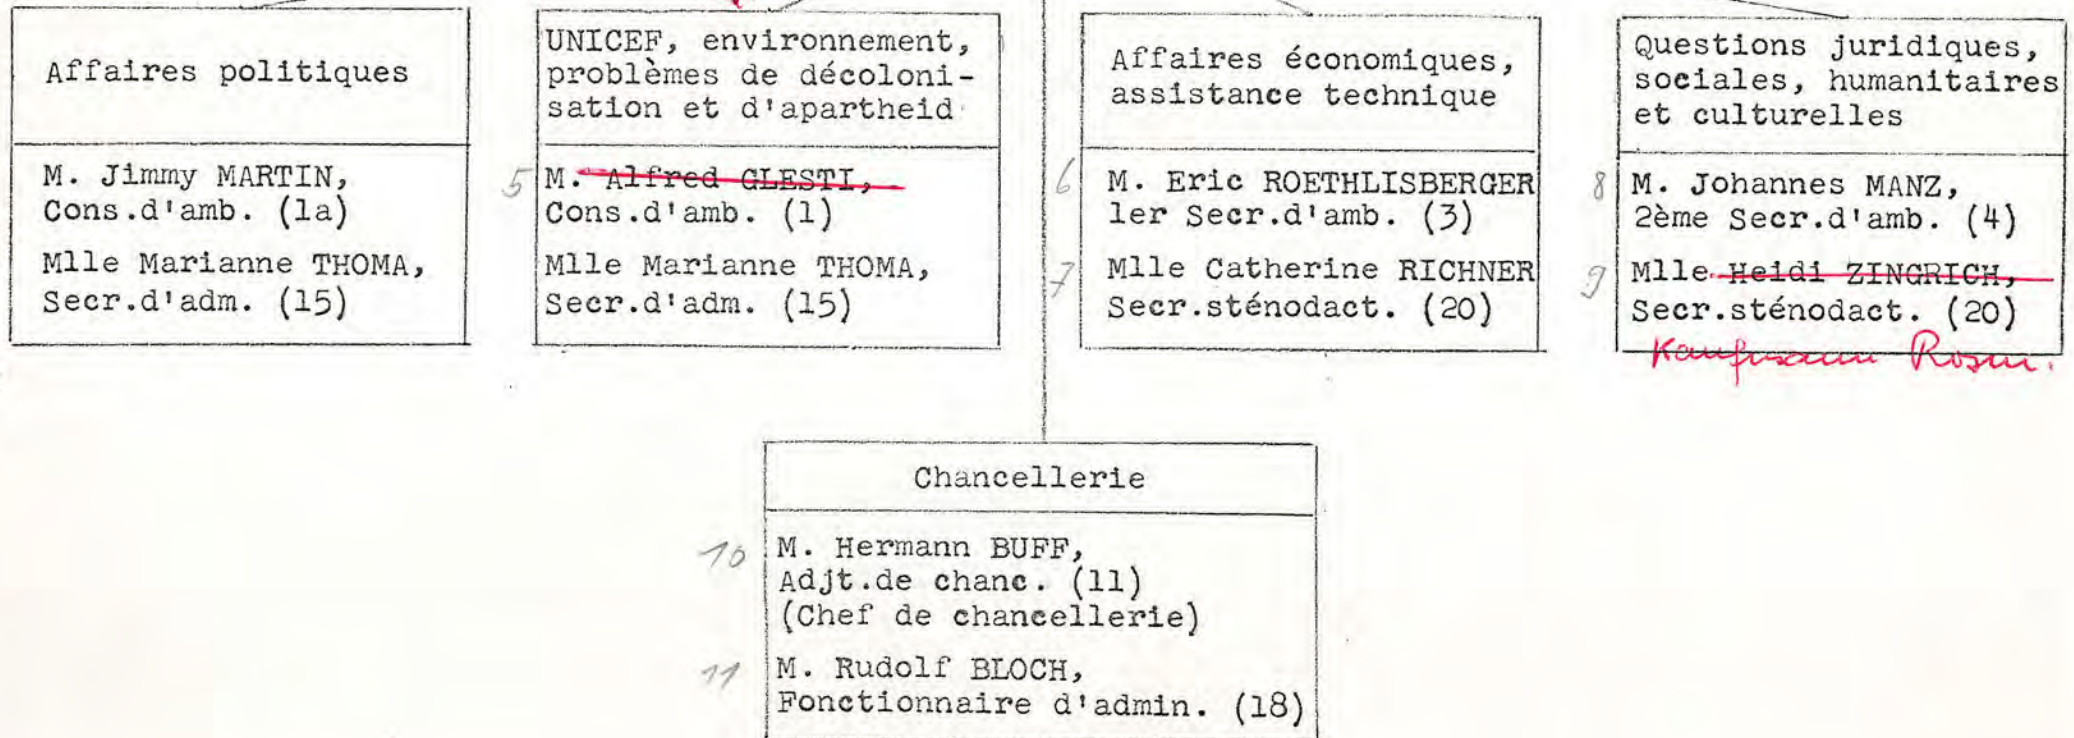 Affaires politiques
M. Jimmy MARTIN,
Cons.d'amb. (1a)
Mlle Marianne THOMA,
Secr.d'adm. (15)
UNICEF, environnement,
problèmes de décoloni-
sation et d'apartheid
5 M. Alfred GLESTI,
Cons.d'amb. (1)
Mlle Marianne THOMA,
Secr.d'adm. (15)
Affaires économiques,
assistance technique
6 M. Eric ROETHLISBERGER
1er Secr.d'amb. (3)
7 Mlle Catherine RICHNER
Secr.sténodact. (20)
Questions juridiques,
sociales, humanitaires
et culturelles
8 M. Johannes MANZ,
2ème Secr.d'amb. (4)
9 Mlle Heidi ZINGRICH,
Secr.sténodact. (20)
Kaufmann Rosm.
Chancellerie
10 M. Hermann BUFF,
Adjt.de chanc. (11)
(Chef de chancellerie)
11 M. Rudolf BLOCH,
Fonctionnaire d'admin. (18)